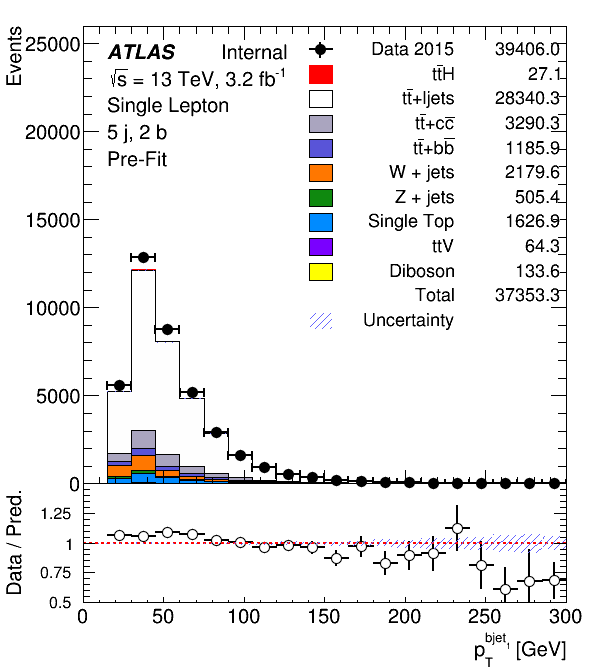 Events
25000
20000
15000
10000
5000
0
ATLAS Internal
√s = 13 TeV, 3.2 fb⁻¹
Single Lepton
5 j, 2 b
Pre-Fit
Data 2015 39406.0
tt̄H 27.1
tt̄+ljets 28340.3
tt̄+cc̄ 3290.3
tt̄+bb̄ 1185.9
W + jets 2179.6
Z + jets 505.4
Single Top 1626.9
ttV 64.3
Diboson 133.6
Total 37353.3
Uncertainty
Data / Pred.
1.25
1
0.75
0.5
0 50 100 150 200 250 300
p_T^bjet, [GeV]